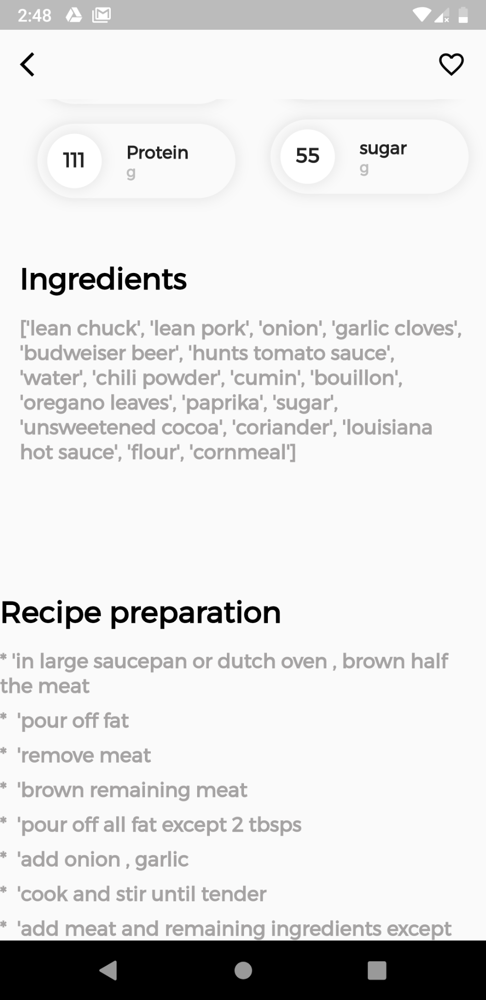 2:48
111
Protein
g
55
sugar
g
Ingredients
['lean chuck', 'lean pork', 'onion', 'garlic cloves',
'budweiser beer', 'hunts tomato sauce',
'water', 'chili powder', 'cumin', 'bouillon',
'oregano leaves', 'paprika', 'sugar',
'unsweetened cocoa', 'coriander', 'louisiana
hot sauce', 'flour', 'cornmeal']
Recipe preparation
* 'in large saucepan or dutch oven , brown half
the meat
* 'pour off fat
* 'remove meat
* 'brown remaining meat
* 'pour off all fat except 2 tbsps
* 'add onion , garlic
* 'cook and stir until tender
* 'add meat and remaining ingredients except